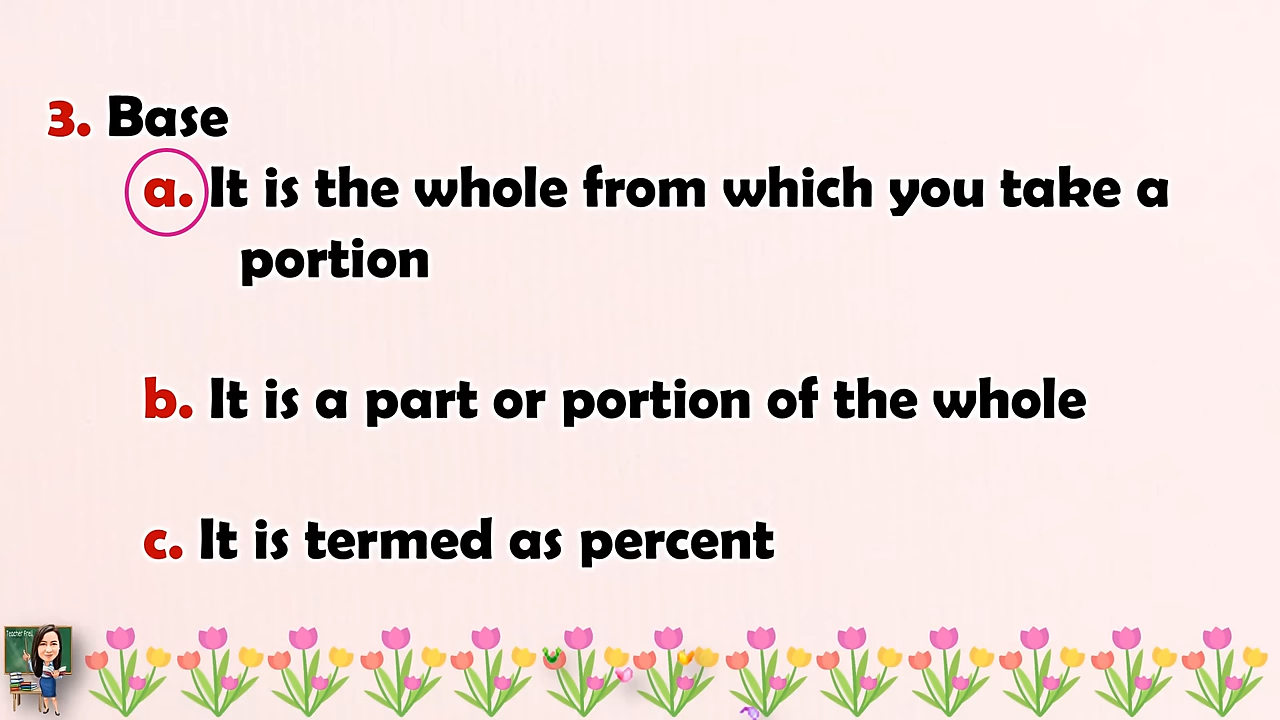 3. Base
a. It is the whole from which you take a
portion
b. It is a part or portion of the whole
c. It is termed as percent